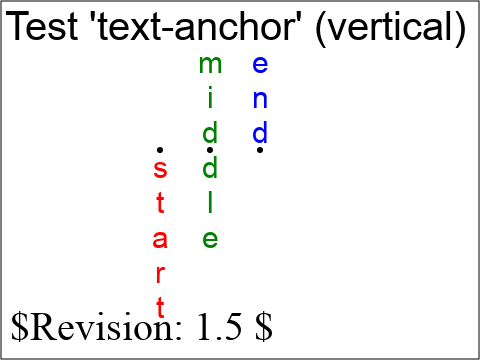 Test 'text-anchor' (vertical)
start
middle
end
$Revision: 1.5 $